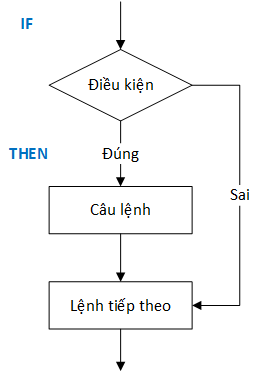 IF
Điều kiện
THEN
Đúng
Câu lệnh
Sai
Lệnh tiếp theo